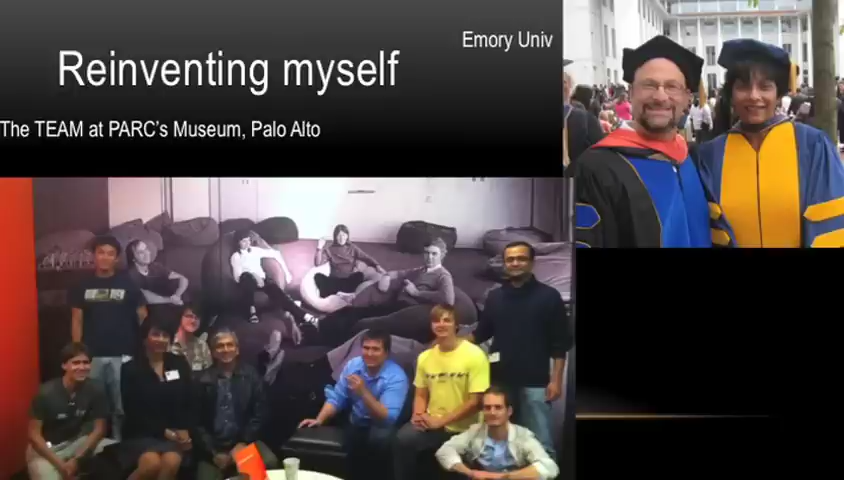 Emory Univ
Reinventing myself
The TEAM at PARC's Museum, Palo Alto